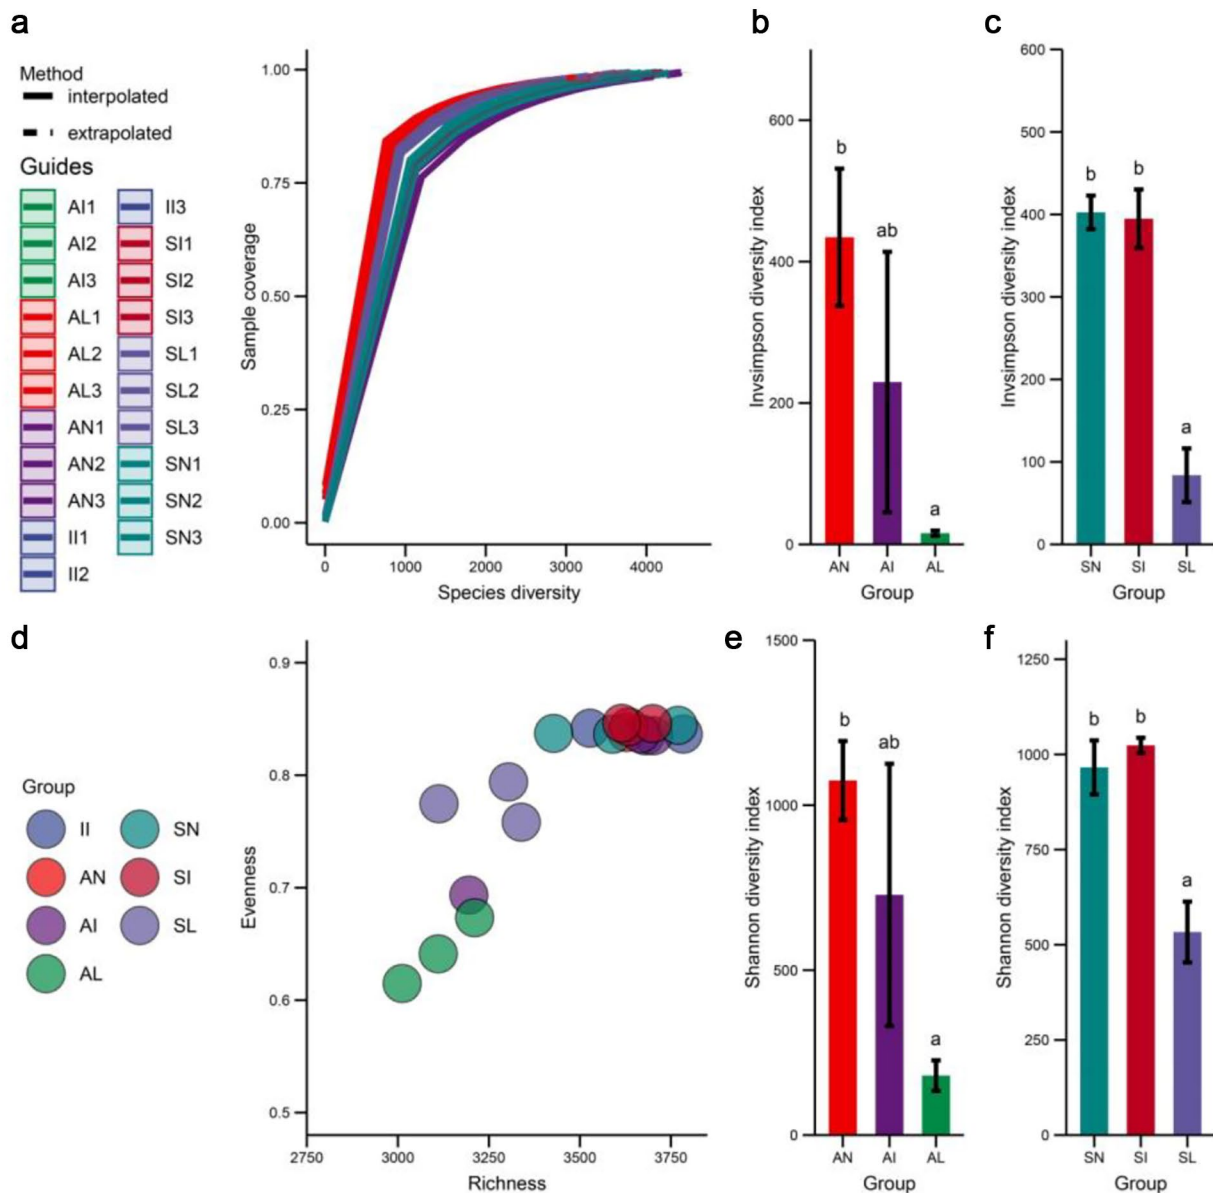 a
Method
interpolated
extrapolated
Guides
AI1
AI2
AI3
AL1
AL2
AL3
AN1
AN2
AN3
II1
II2
II3
SI1
SI2
SI3
SL1
SL2
SL3
SN1
SN2
SN3
Sample coverage
1.00
0.75
0.50
0.25
0.00
0 1000 2000 3000 4000
Species diversity
b
Invsimpson diversity index
600
400
200
0
b
ab
a
AN AI AL
Group
c
Invsimpson diversity index
600
500
400
300
200
100
0
b
b
a
SN SI SL
Group
d
Group
II
AN
AI
AL
SN
SI
SL
Evenness
0.9
0.8
0.7
0.6
0.5
2750 3000 3250 3500 3750
Richness
e
Shannon diversity index
1500
1000
500
0
b
ab
a
AN AI AL
Group
f
Shannon diversity index
1250
1000
750
500
250
0
b
b
a
SN SI SL
Group